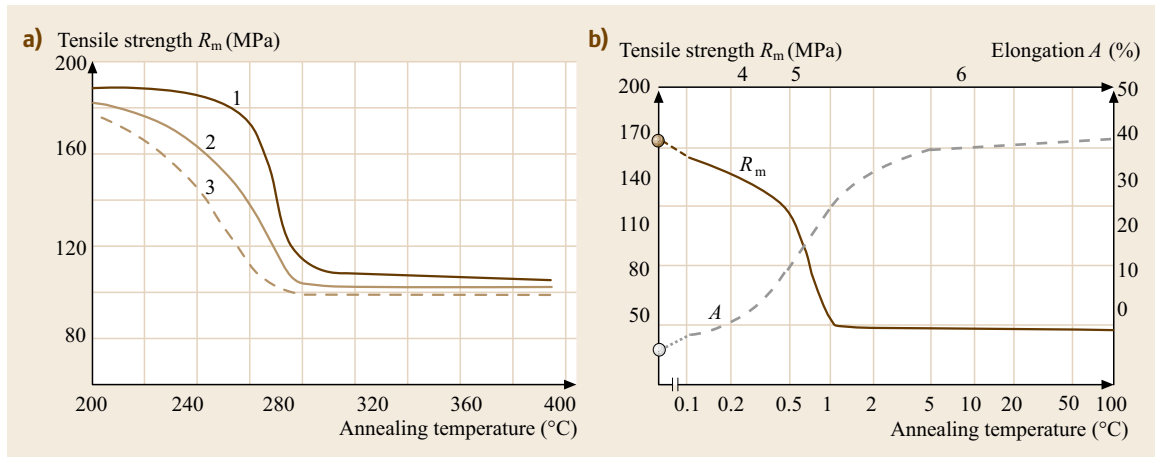 a) Tensile strength Rm (MPa)
200
160
120
80
1
2
3
200 240 280 320 360 400
Annealing temperature (°C)
b) Tensile strength Rm (MPa) Elongation A (%)
4 5 6
200
170
140
110
80
50
50
40
30
20
10
0
Rm
A
0.1 0.2 0.5 1 2 5 10 20 50 100
Annealing temperature (°C)